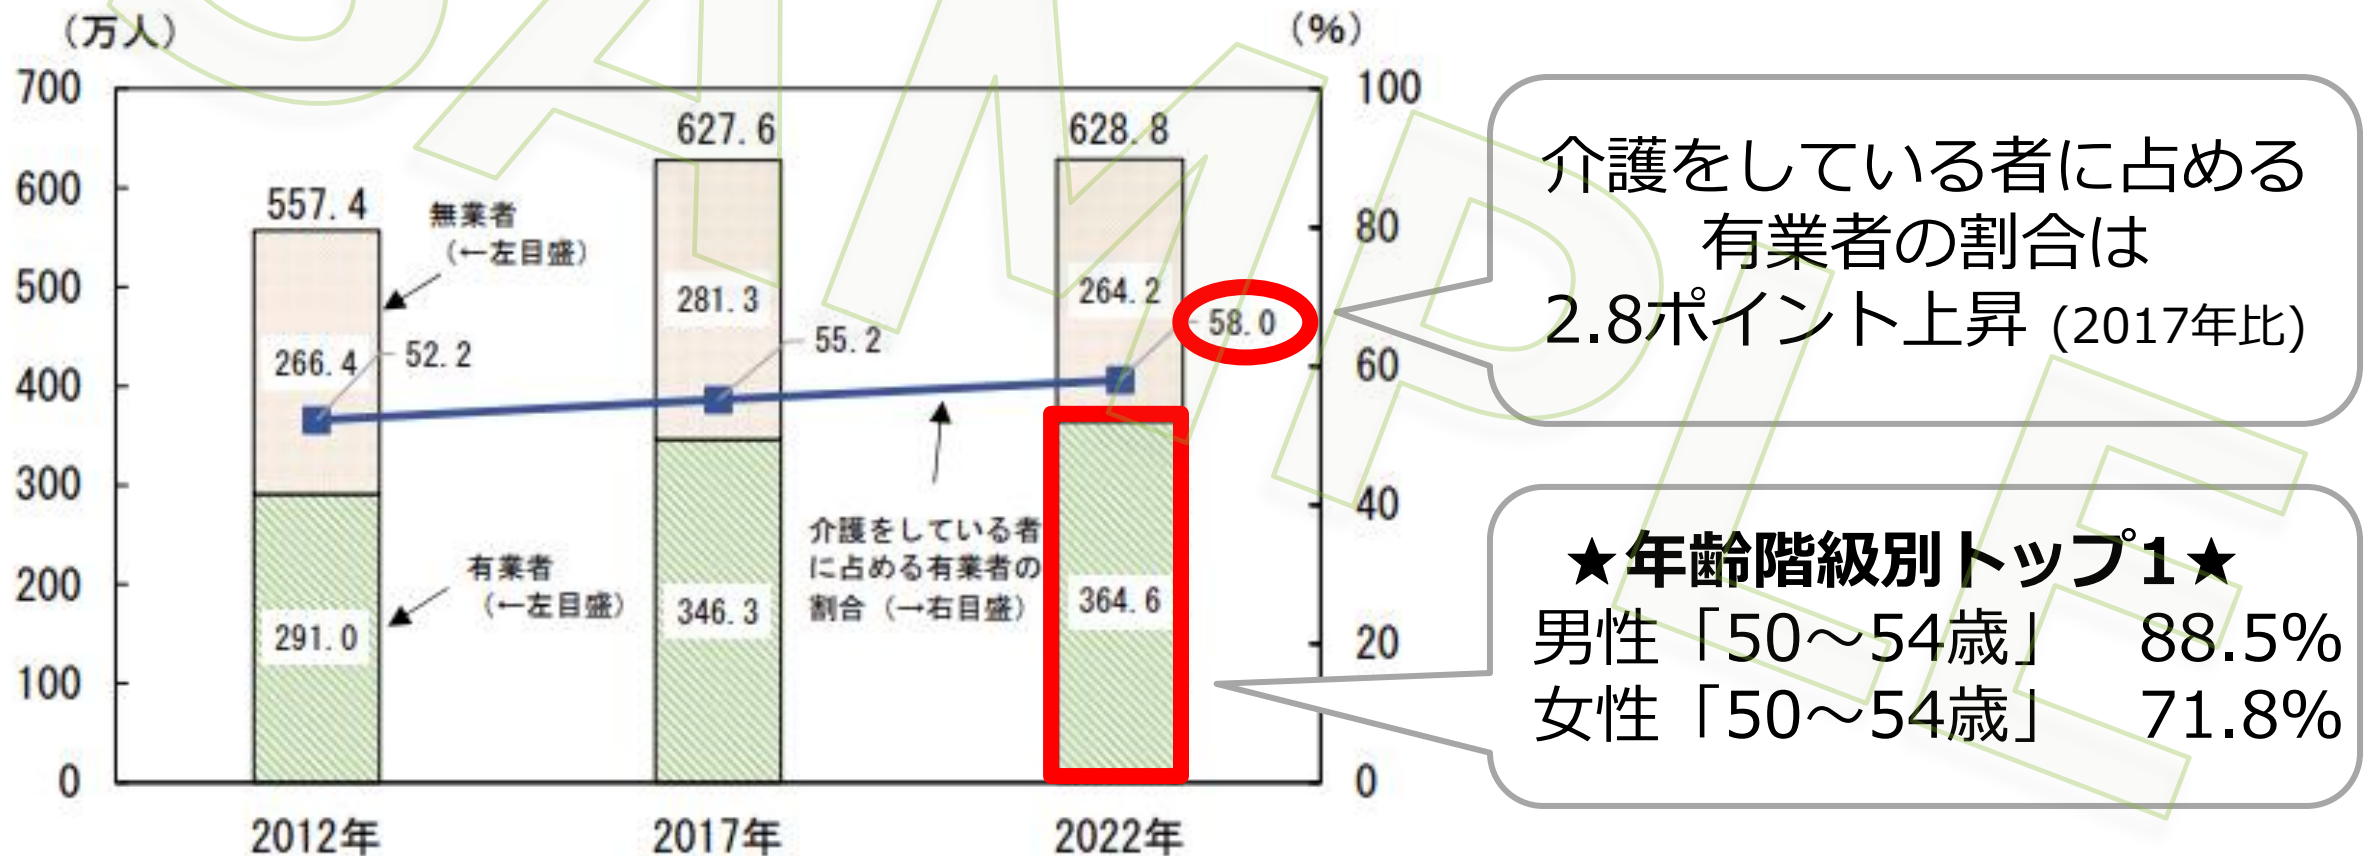 (万人)
(%)
700
600
500
400
300
200
100
0
100
80
60
40
20
0
557.4
627.6
628.8
無業者
(←左目盛)
266.4
52.2
281.3
55.2
264.2
58.0
有業者
(←左目盛)
291.0
346.3
364.6
介護をしている者
に占める有業者の
割合(→右目盛)
2012年
2017年
2022年
介護をしている者に占める
有業者の割合は
2.8ポイント上昇 (2017年比)
★年齢階級別トップ1★
男性「50～54歳」 88.5%
女性「50～54歳」 71.8%
SAMPLE